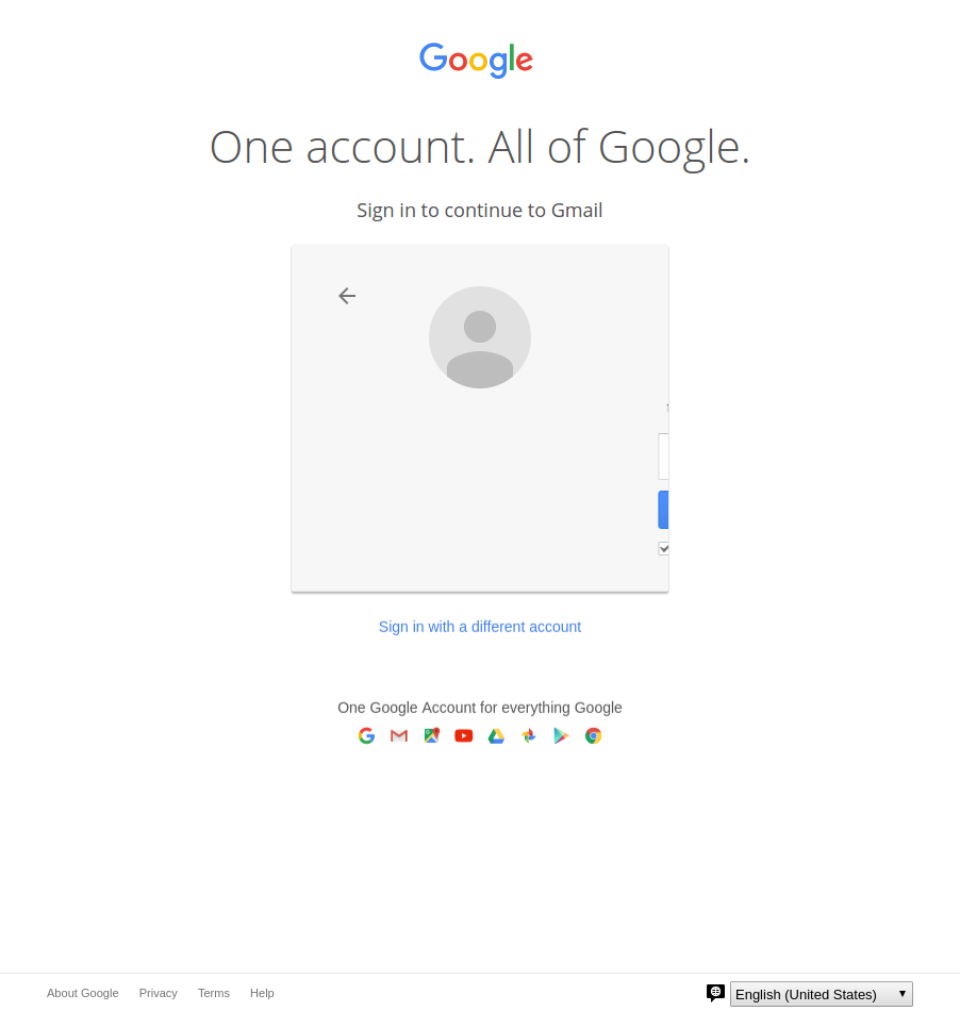 Google
One account. All of Google.
Sign in to continue to Gmail
Sign in with a different account
One Google Account for everything Google
About Google Privacy Terms Help English (United States)